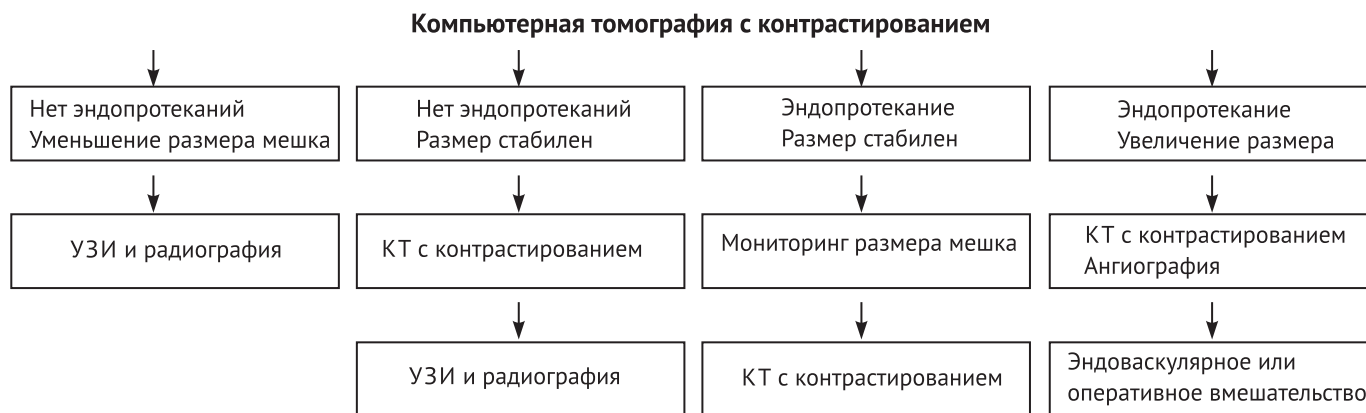 Компьютерная томография с контрастированием
Нет эндопротеканий
Уменьшение размера мешка
Нет эндопротеканий
Размер стабилен
Эндопротекание
Размер стабилен
Эндопротекание
Увеличение размера
УЗИ и радиография
КТ с контрастированием
Мониторинг размера мешка
КТ с контрастированием
Ангиография
УЗИ и радиография
КТ с контрастированием
Эндоваскулярное или
оперативное вмешательство